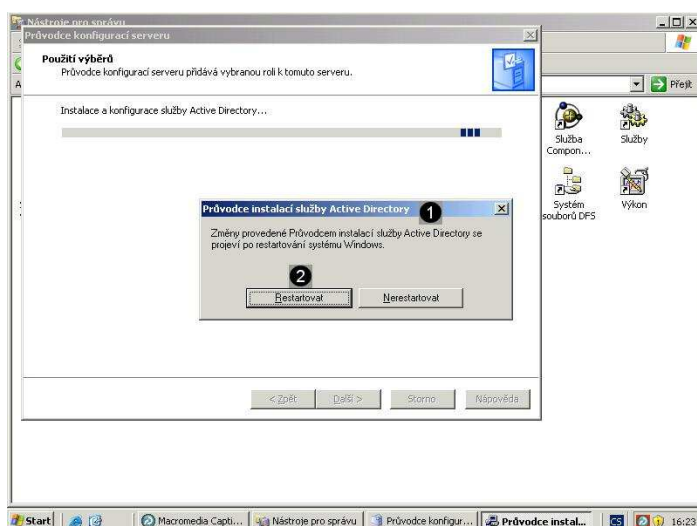 Nástroje pro správu
Průvodce konfigurací serveru
Použití výběrů
Průvodce konfigurací serveru přidává vybranou roli k tomuto serveru.
Přejít
Instalace a konfigurace služby Active Directory...
Služba
Compon...
Služby
Systém
souborů DFS
Výkon
Průvodce instalací služby Active Directory
1
Změny provedené Průvodcem instalací služby Active Directory se
projeví po restartování systému Windows.
2
Restartovat
Nerestartovat
< Zpět
Další >
Storno
Nápověda
Start
Macromedia Capti...
Nástroje pro správu
Průvodce konfigur...
Průvodce instal...
CS
16:23